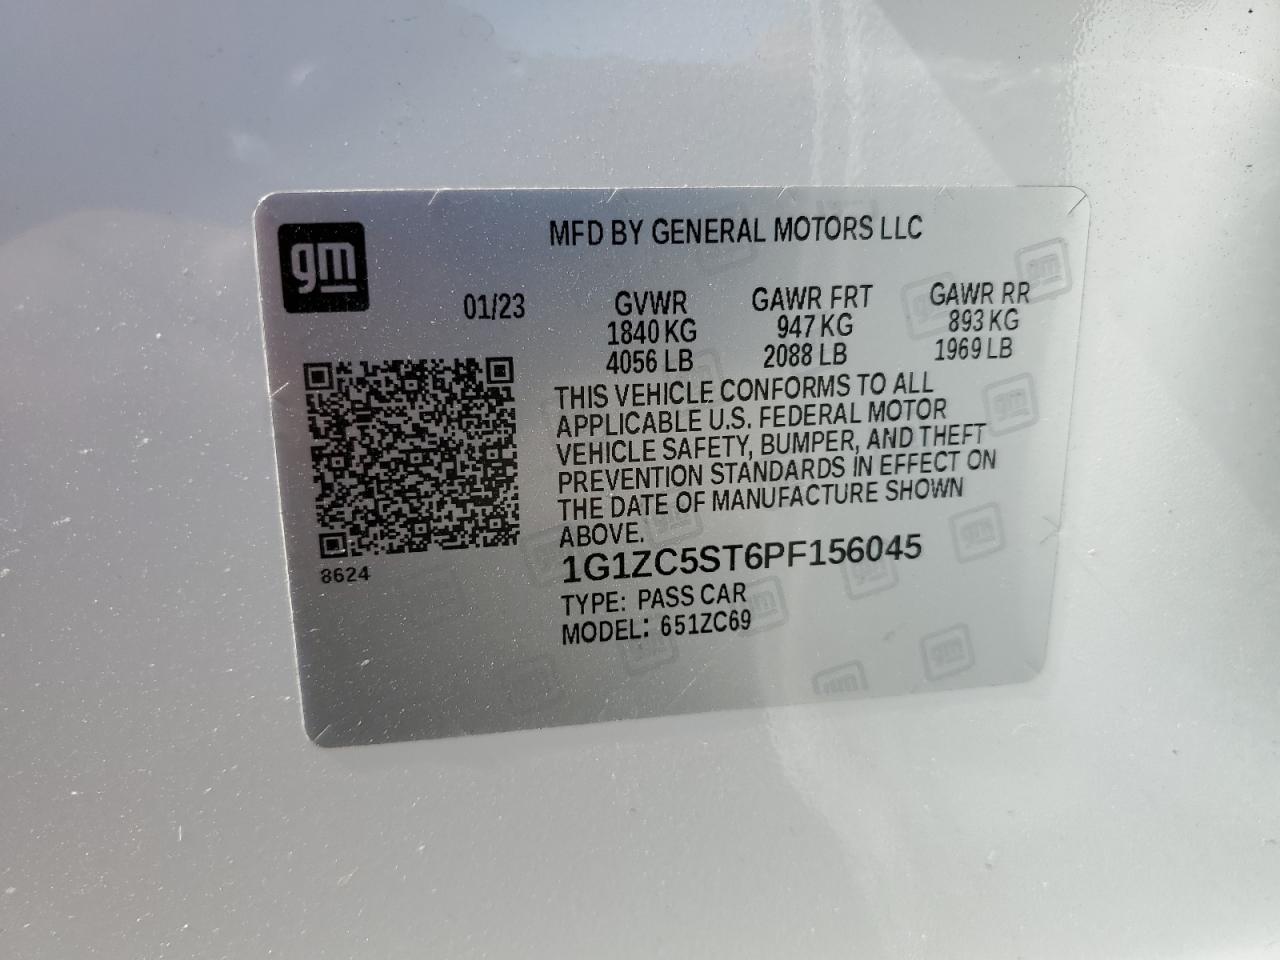 gm
MFD BY GENERAL MOTORS LLC
01/23
GVWR GAWR FRT GAWR RR
1840 KG 947 KG 893 KG
4056 LB 2088 LB 1969 LB
THIS VEHICLE CONFORMS TO ALL
APPLICABLE U.S. FEDERAL MOTOR
VEHICLE SAFETY, BUMPER, AND THEFT
PREVENTION STANDARDS IN EFFECT ON
THE DATE OF MANUFACTURE SHOWN
ABOVE.
8624
1G1ZC5ST6PF156045
TYPE: PASS CAR
MODEL: 651ZC69